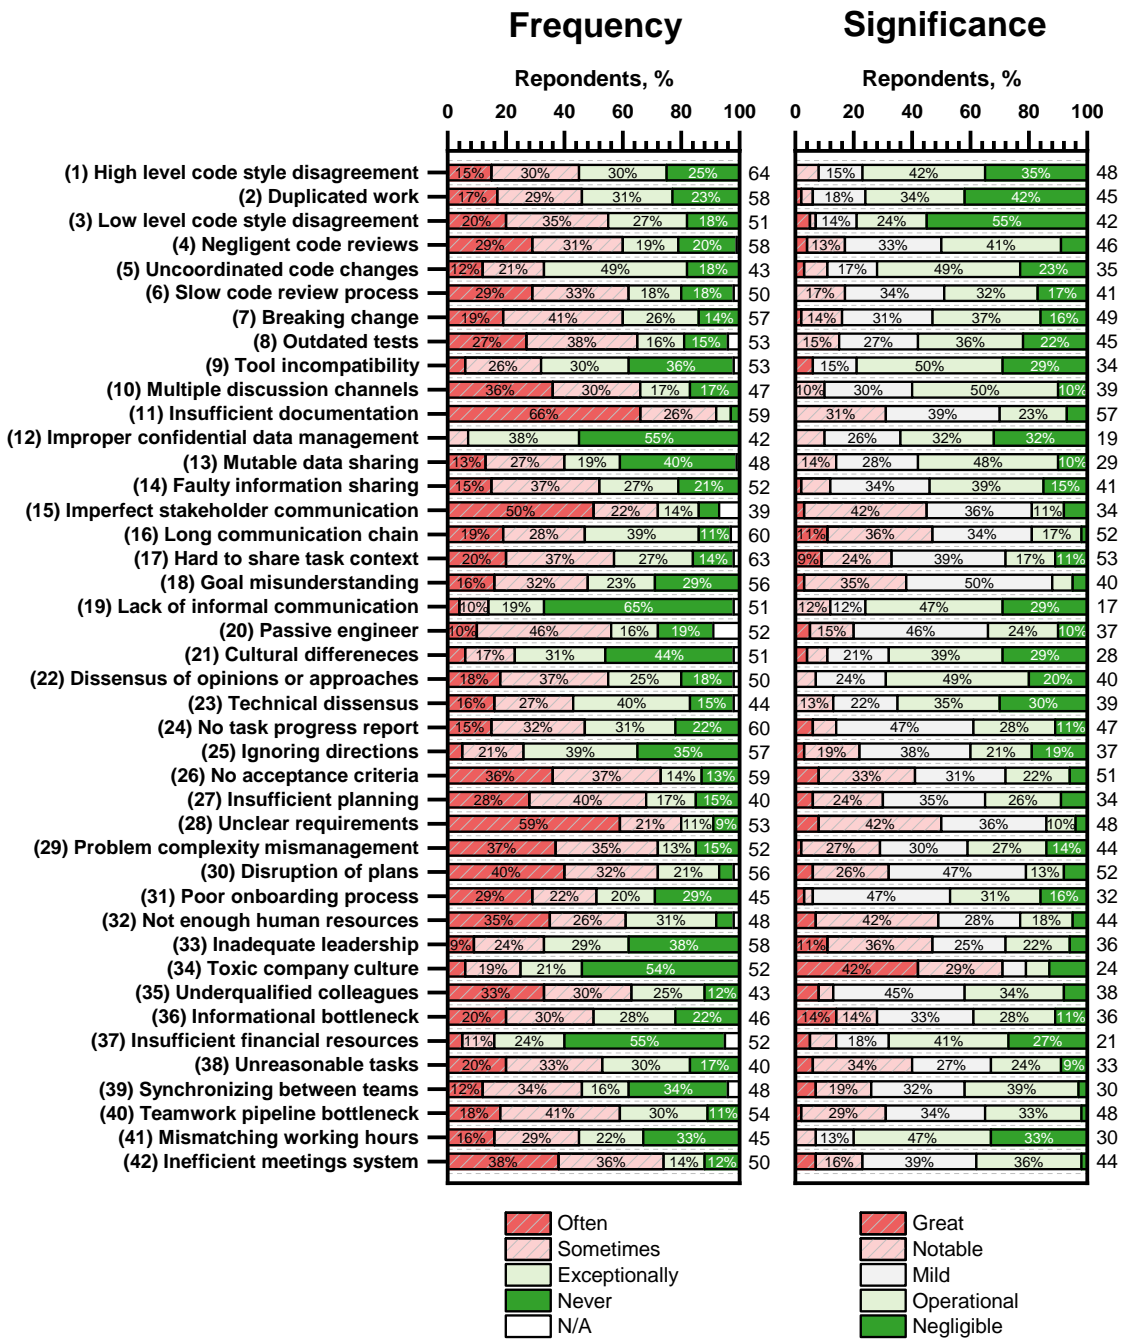 Frequency Significance
Repondents, % Repondents, %
0 20 40 60 80 100 0 20 40 60 80 100
(1) High level code style disagreement 15% 30% 30% 25% 64 15% 42% 35% 48
(2) Duplicated work 17% 29% 31% 23% 58 18% 34% 42% 45
(3) Low level code style disagreement 20% 35% 27% 18% 51 14% 21% 24% 55% 42
(4) Negligent code reviews 29% 31% 19% 20% 58 13% 33% 41% 46
(5) Uncoordinated code changes 12% 21% 49% 18% 43 17% 49% 23% 35
(6) Slow code review process 29% 33% 18% 18% 50 17% 34% 32% 17% 41
(7) Breaking change 19% 41% 26% 14% 57 14% 31% 37% 16% 49
(8) Outdated tests 27% 38% 16% 15% 53 15% 27% 36% 22% 45
(9) Tool incompatibility 26% 30% 36% 53 15% 50% 29% 34
(10) Multiple discussion channels 36% 30% 17% 17% 47 10% 30% 50% 10% 39
(11) Insufficient documentation 66% 26% 59 31% 39% 23% 57
(12) Improper confidential data management 38% 55% 42 26% 32% 32% 19
(13) Mutable data sharing 13% 27% 19% 40% 48 14% 28% 48% 10% 29
(14) Faulty information sharing 15% 37% 27% 21% 52 34% 39% 15% 41
(15) Imperfect stakeholder communication 50% 22% 14% 39 42% 36% 11% 34
(16) Long communication chain 19% 28% 39% 11% 60 11% 36% 34% 17% 52
(17) Hard to share task context 20% 37% 27% 14% 63 9% 24% 39% 17% 11% 53
(18) Goal misunderstanding 16% 32% 23% 29% 56 35% 50% 40
(19) Lack of informal communication 10% 19% 65% 51 12% 12% 47% 29% 17
(20) Passive engineer 10% 46% 16% 19% 52 15% 46% 24% 10% 37
(21) Cultural differeneces 17% 31% 44% 51 21% 39% 29% 28
(22) Dissensus of opinions or approaches 18% 37% 25% 18% 50 24% 49% 20% 40
(23) Technical dissensus 16% 27% 40% 15% 44 13% 22% 35% 30% 39
(24) No task progress report 15% 32% 31% 22% 60 47% 28% 11% 47
(25) Ignoring directions 21% 39% 35% 57 19% 38% 21% 19% 37
(26) No acceptance criteria 36% 37% 14% 13% 59 33% 31% 22% 51
(27) Insufficient planning 28% 40% 17% 15% 40 24% 35% 26% 34
(28) Unclear requirements 59% 21% 11% 9% 53 42% 36% 10% 48
(29) Problem complexity mismanagement 37% 35% 13% 15% 52 27% 30% 27% 14% 44
(30) Disruption of plans 40% 32% 21% 56 26% 47% 13% 52
(31) Poor onboarding process 29% 22% 20% 29% 45 47% 31% 16% 32
(32) Not enough human resources 35% 26% 31% 48 42% 28% 18% 44
(33) Inadequate leadership 9% 24% 29% 38% 58 11% 36% 25% 22% 36
(34) Toxic company culture 19% 21% 54% 52 42% 29% 24
(35) Underqualified colleagues 33% 30% 25% 12% 43 45% 34% 38
(36) Informational bottleneck 20% 30% 28% 22% 46 14% 14% 33% 28% 11% 36
(37) Insufficient financial resources 11% 24% 55% 52 18% 41% 27% 21
(38) Unreasonable tasks 20% 33% 30% 17% 40 34% 27% 24% 9% 33
(39) Synchronizing between teams 12% 34% 16% 34% 48 19% 32% 39% 30
(40) Teamwork pipeline bottleneck 18% 41% 30% 11% 54 29% 34% 33% 48
(41) Mismatching working hours 16% 29% 22% 33% 45 13% 47% 33% 30
(42) Inefficient meetings system 38% 36% 14% 12% 50 16% 39% 36% 44
Often Great
Sometimes Notable
Exceptionally Mild
Never Operational
N/A Negligible